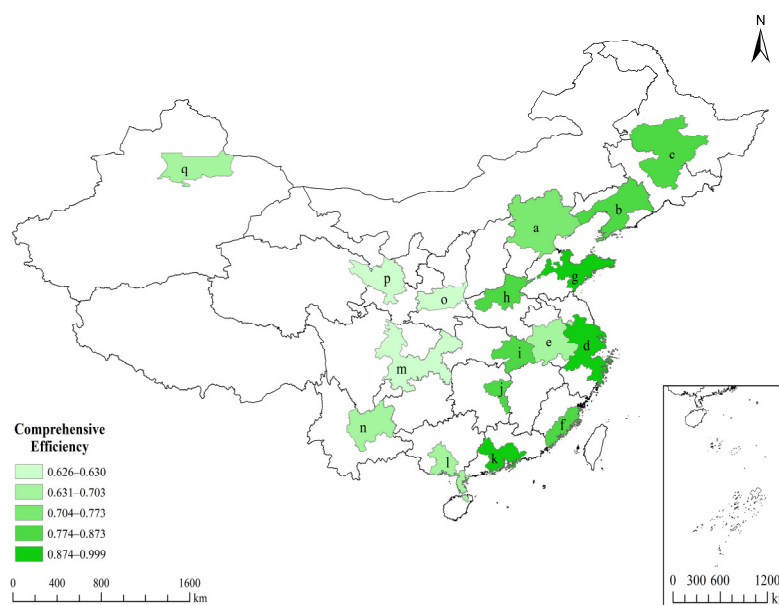 N
q
c
b
a
g
p
o
h
e
d
i
m
j
n
f
l
k
Comprehensive
Efficiency
0.626–0.630
0.631–0.703
0.704–0.773
0.774–0.873
0.874–0.999
0 400 800 1600
km
0 300 600 1200
k